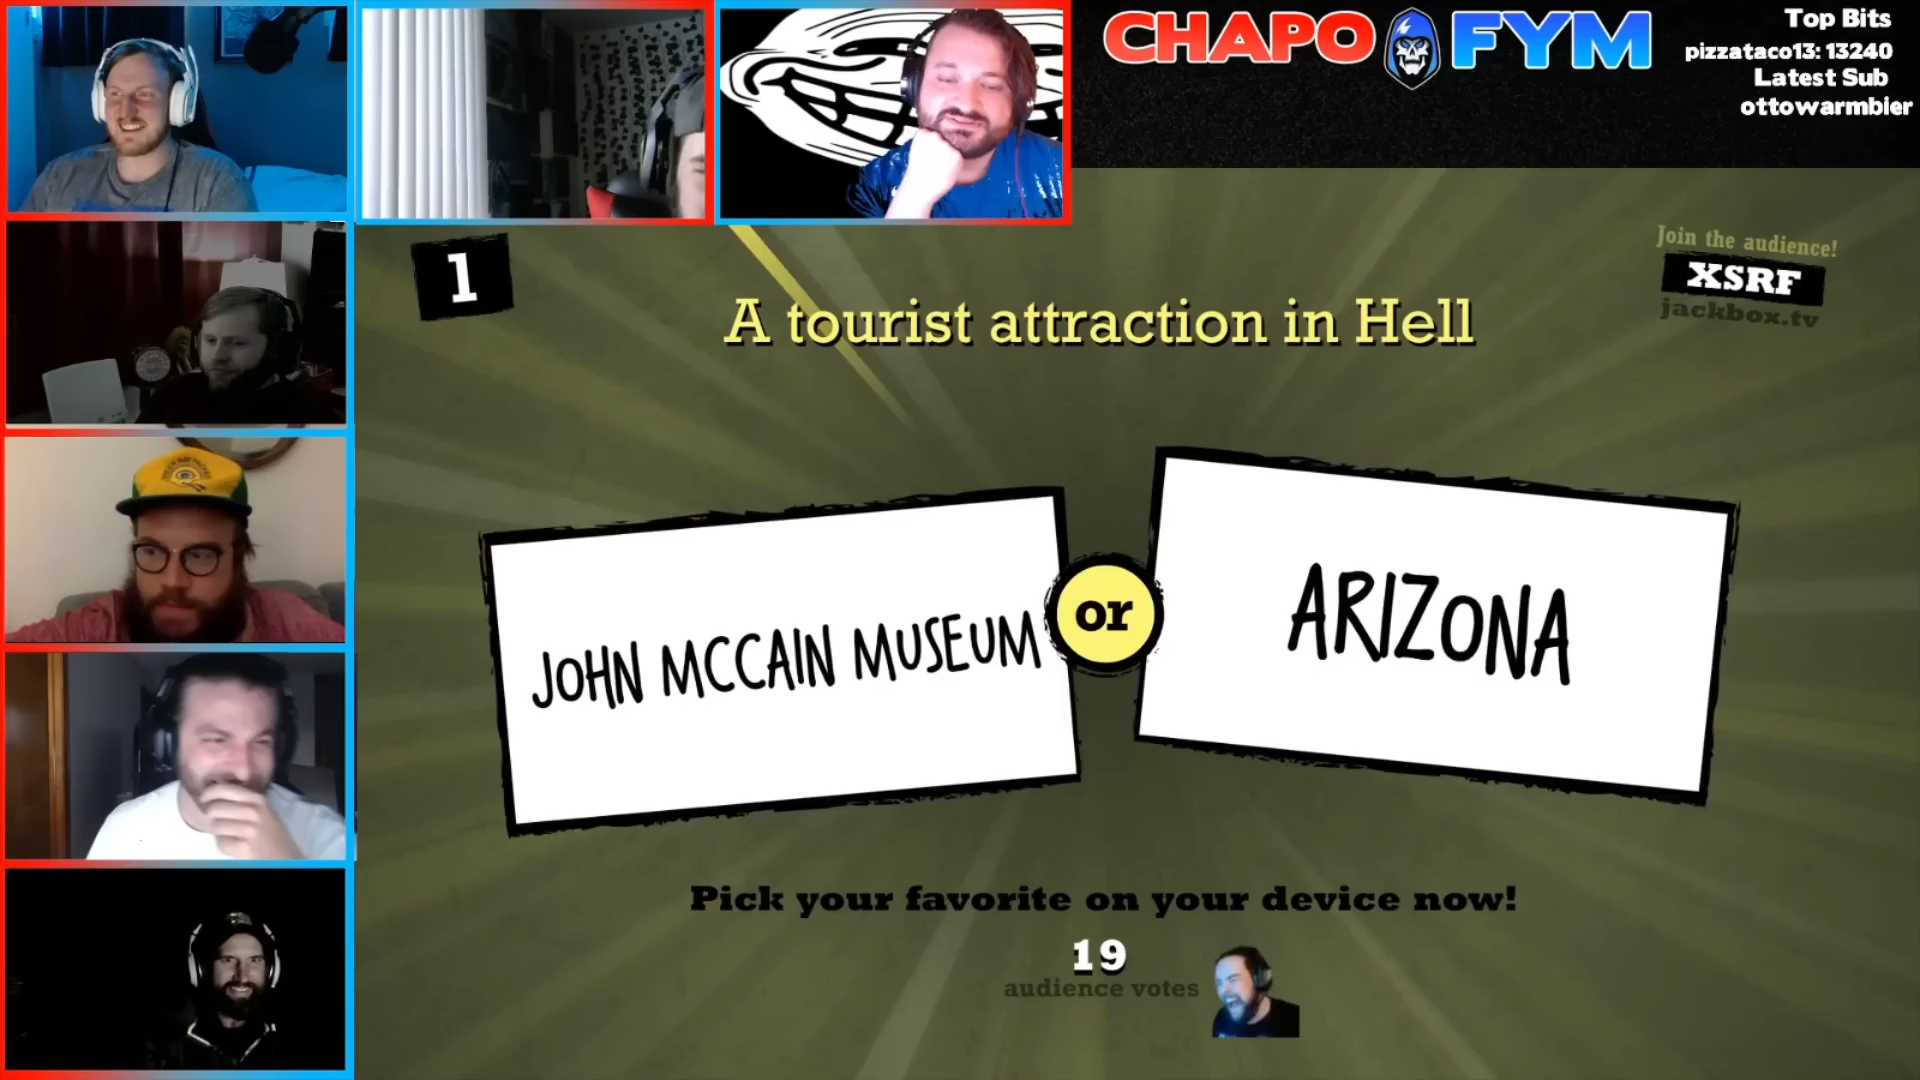 CHAPO FYM
Top Bits
pizzataco13: 13240
Latest Sub
ottowarmbier
1
A tourist attraction in Hell
Join the audience!
XSRF
jackbox.tv
JOHN MCCAIN MUSEUM
or
ARIZONA
Pick your favorite on your device now!
19
audience votes